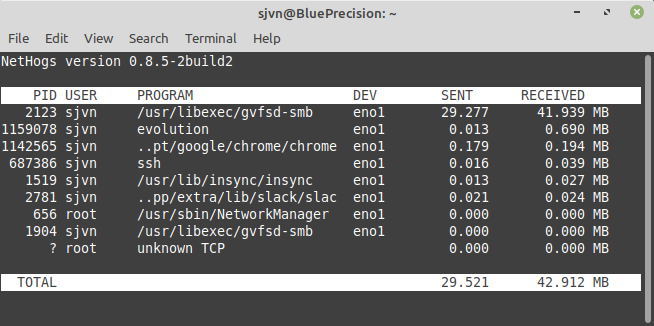 sjvn@BluePrecision: ~
File Edit View Search Terminal Help
NetHogs version 0.8.5-2build2
PID USER PROGRAM DEV SENT RECEIVED
2123 sjvn /usr/libexec/gvfsd-smb eno1 29.277 41.939 MB
1159078 sjvn evolution eno1 0.013 0.690 MB
1142565 sjvn ..pt/google/chrome/chrome eno1 0.179 0.194 MB
687386 sjvn ssh eno1 0.016 0.039 MB
1519 sjvn /usr/lib/insync/insync eno1 0.013 0.027 MB
2781 sjvn ..pp/extra/lib/slack/slac eno1 0.021 0.024 MB
656 root /usr/sbin/NetworkManager eno1 0.000 0.000 MB
1904 sjvn /usr/libexec/gvfsd-smb eno1 0.000 0.000 MB
? root unknown TCP 0.000 0.000 MB
TOTAL 29.521 42.912 MB